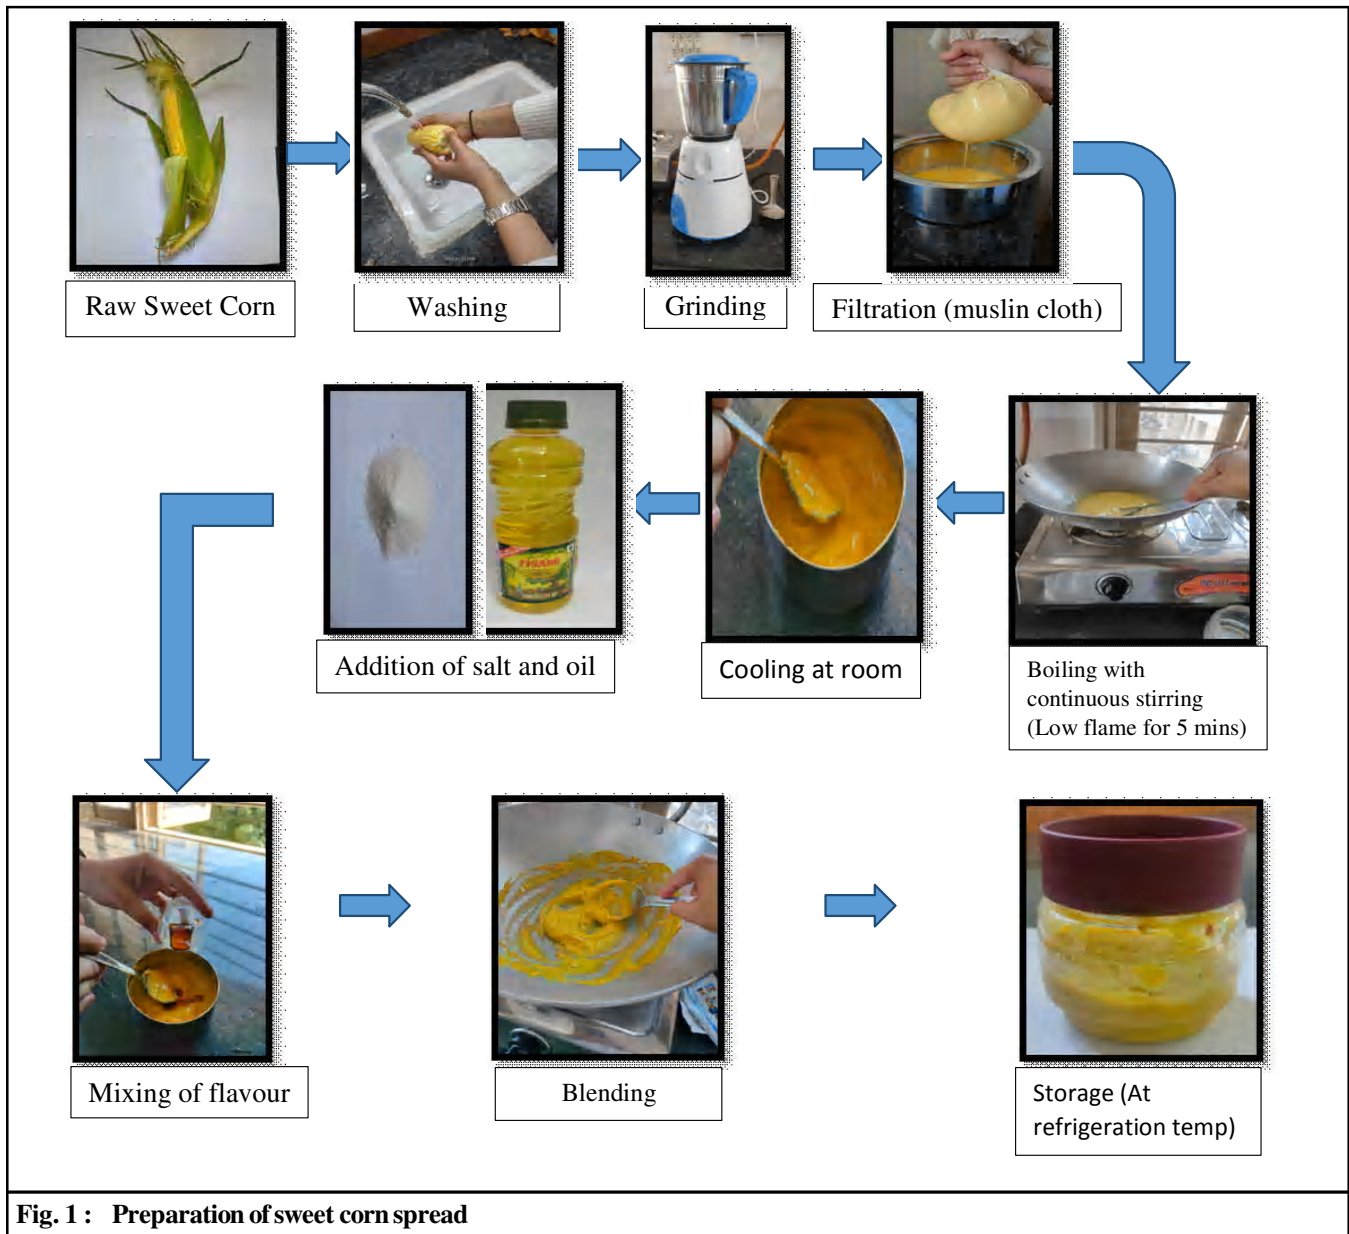 Raw Sweet Corn
Washing
Grinding
Filtration (muslin cloth)
Addition of salt and oil
Cooling at room
Boiling with
continuous stirring
(Low flame for 5 mins)
Mixing of flavour
Blending
Storage (At
refrigeration temp)
Fig. 1 : Preparation of sweet corn spread